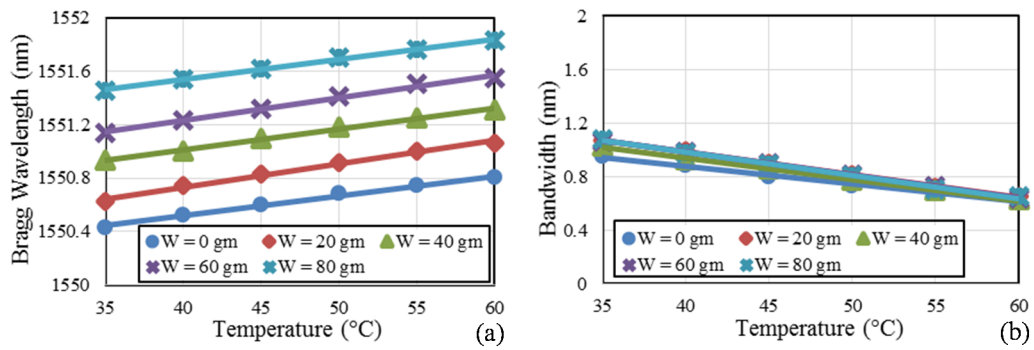 1552
1551.6
1551.2
1550.8
1550.4
1550
Bragg Wavelength (nm)
W = 0 gm W = 20 gm W = 40 gm
W = 60 gm W = 80 gm
35 40 45 50 55 60
Temperature (°C)
(a)
2
1.6
1.2
0.8
0.4
0
Bandwidth (nm)
W = 0 gm W = 20 gm W = 40 gm
W = 60 gm W = 80 gm
35 40 45 50 55 60
Temperature (°C)
(b)